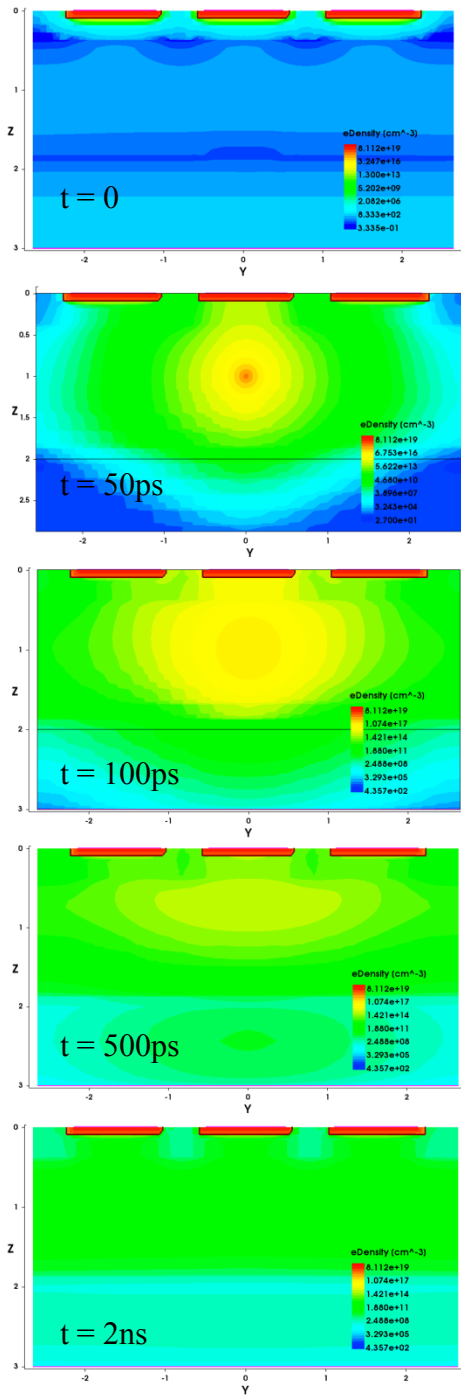 0
1
Z
2
3
-2 -1 0 1 2
Y
t = 0
eDensity (cm^-3)
8.112e+19
3.247e+16
1.300e+13
5.202e+09
2.082e+06
8.333e+02
3.335e-01
0
0.5
1
Z
1.5
2
2.5
-2 -1 0 1 2
Y
t = 50ps
eDensity (cm^-3)
8.112e+19
6.753e+16
5.622e+13
4.680e+10
3.896e+07
3.243e+04
2.700e+01
0
1
Z
2
3
-2 -1 0 1 2
Y
t = 100ps
eDensity (cm^-3)
8.112e+19
1.074e+17
1.421e+14
1.880e+11
2.488e+08
3.293e+05
4.357e+02
0
1
Z
2
3
-2 -1 0 1 2
Y
t = 500ps
eDensity (cm^-3)
8.112e+19
1.074e+17
1.421e+14
1.880e+11
2.488e+08
3.293e+05
4.357e+02
0
1
Z
2
3
-2 -1 0 1 2
Y
t = 2ns
eDensity (cm^-3)
8.112e+19
1.074e+17
1.421e+14
1.880e+11
2.488e+08
3.293e+05
4.357e+02